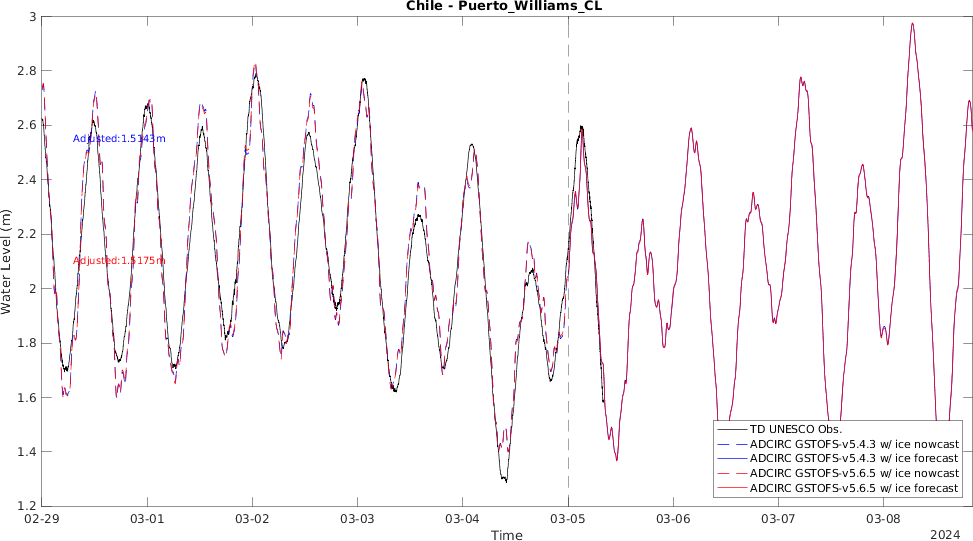 Chile - Puerto_Williams_CL
3
2.8
2.6
2.4
2.2
2
1.8
1.6
1.4
1.2
Water Level (m)
Adjusted:1.5143m
Adjusted:1.5175m
TD UNESCO Obs.
ADCIRC GSTOFS-v5.4.3 w/ ice nowcast
ADCIRC GSTOFS-v5.4.3 w/ ice forecast
ADCIRC GSTOFS-v5.6.5 w/ ice nowcast
ADCIRC GSTOFS-v5.6.5 w/ ice forecast
02-29 03-01 03-02 03-03 03-04 03-05 03-06 03-07 03-08
Time
2024